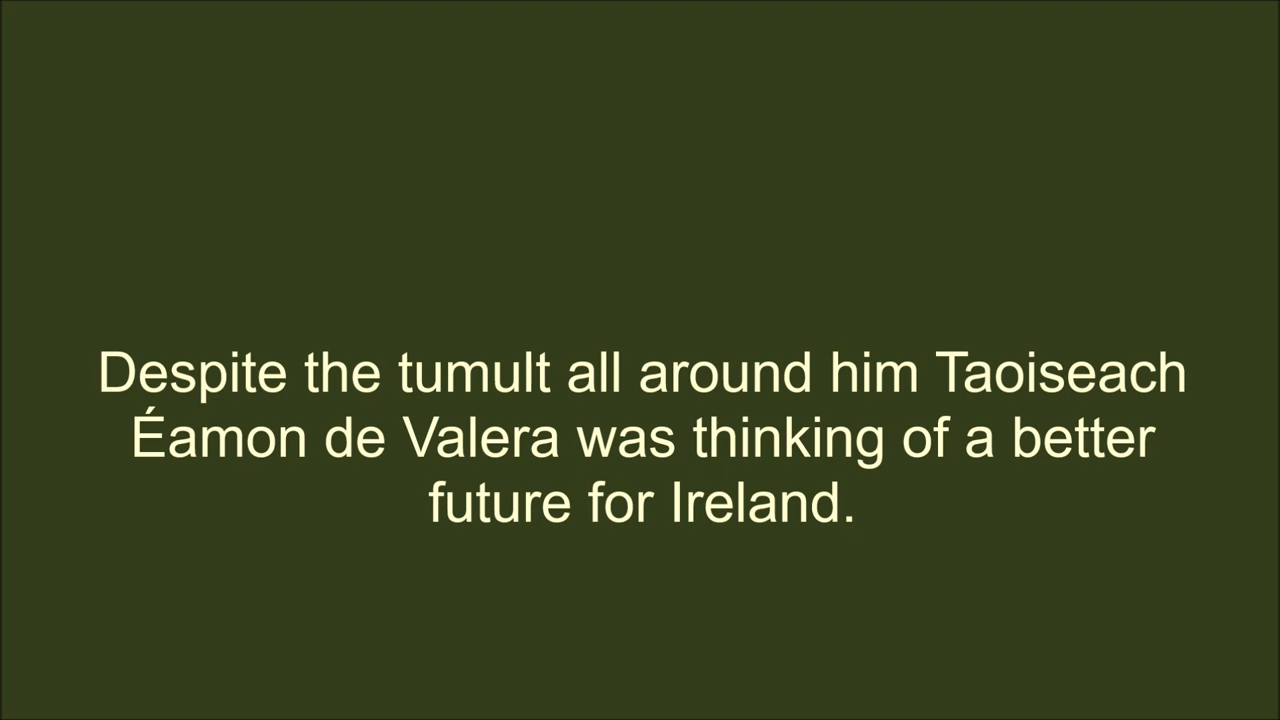 Despite the tumult all around him Taoiseach
Éamon de Valera was thinking of a better
future for Ireland.